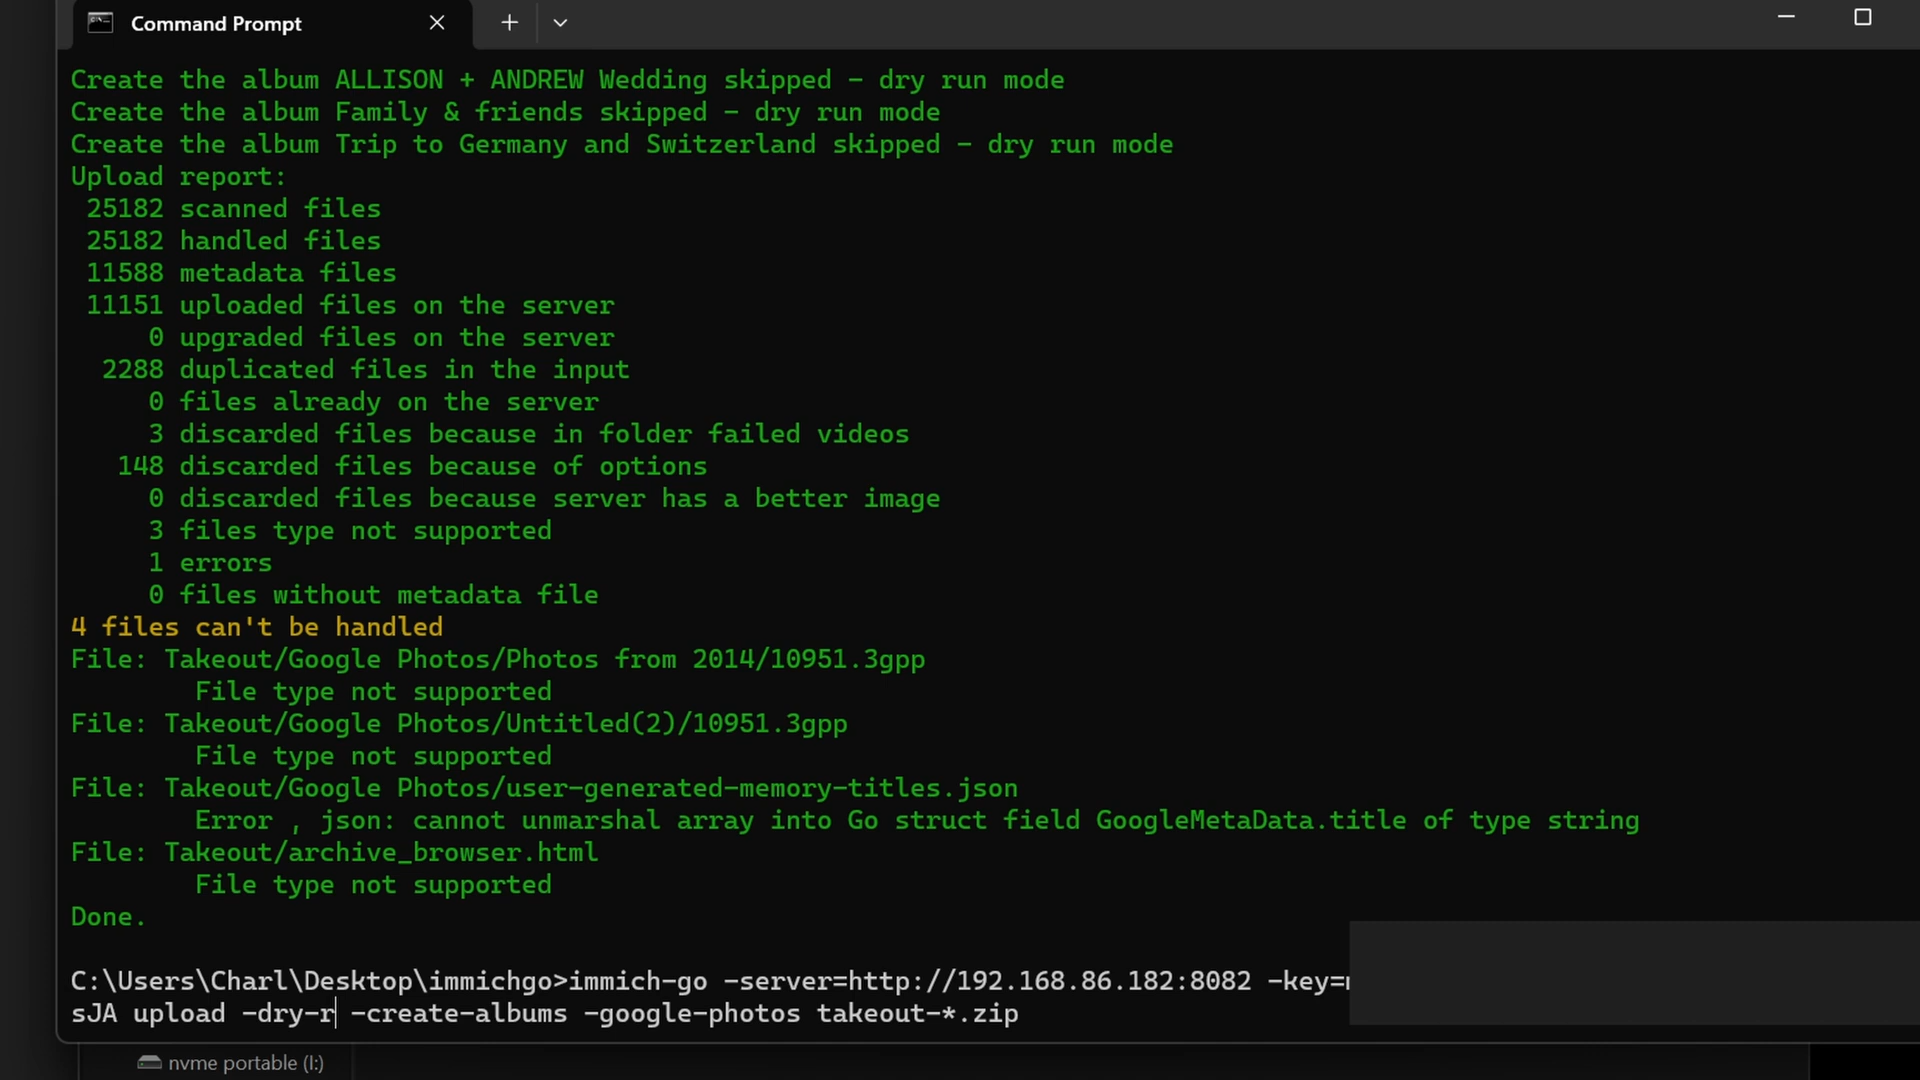 Command Prompt
Create the album ALLISON + ANDREW Wedding skipped - dry run mode
Create the album Family & friends skipped - dry run mode
Create the album Trip to Germany and Switzerland skipped - dry run mode
Upload report:
25182 scanned files
25182 handled files
11588 metadata files
11151 uploaded files on the server
0 upgraded files on the server
2288 duplicated files in the input
0 files already on the server
3 discarded files because in folder failed videos
148 discarded files because of options
0 discarded files because server has a better image
3 files type not supported
1 errors
0 files without metadata file
4 files can't be handled
File: Takeout/Google Photos/Photos from 2014/10951.3gpp
File type not supported
File: Takeout/Google Photos/Untitled(2)/10951.3gpp
File type not supported
File: Takeout/Google Photos/user-generated-memory-titles.json
Error , json: cannot unmarshal array into Go struct field GoogleMetaData.title of type string
File: Takeout/archive_browser.html
File type not supported
Done.
C:\Users\Charl\Desktop\immichgo>immich-go -server=http://192.168.86.182:8082 -key=
sJA upload -dry-r -create-albums -google-photos takeout-*.zip
nvme portable (I:)